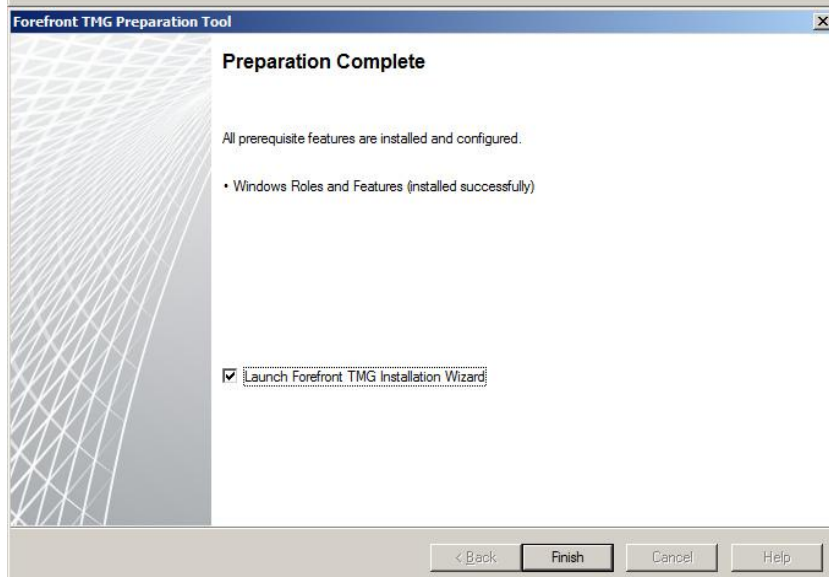 Forefront TMG Preparation Tool
Preparation Complete
All prerequisite features are installed and configured.
• Windows Roles and Features (installed successfully)
Launch Forefront TMG Installation Wizard
< Back
Finish
Cancel
Help